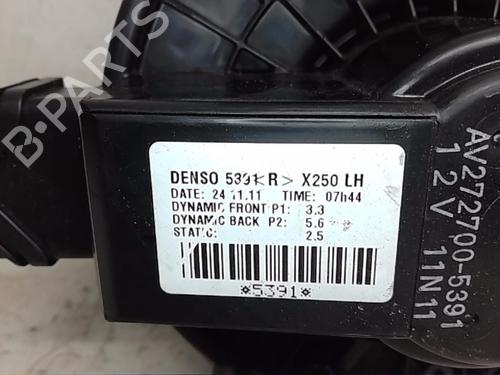 DENSO 5391<R> X250 LH
DATE: 24.11.11 TIME: 07h44
DYNAMIC FRONT P1: 3.3
DYNAMIC BACK P2: 5.6
STATIC: 2.5
*5391*
AV272700-5391
12V 11N11
B-PARTS